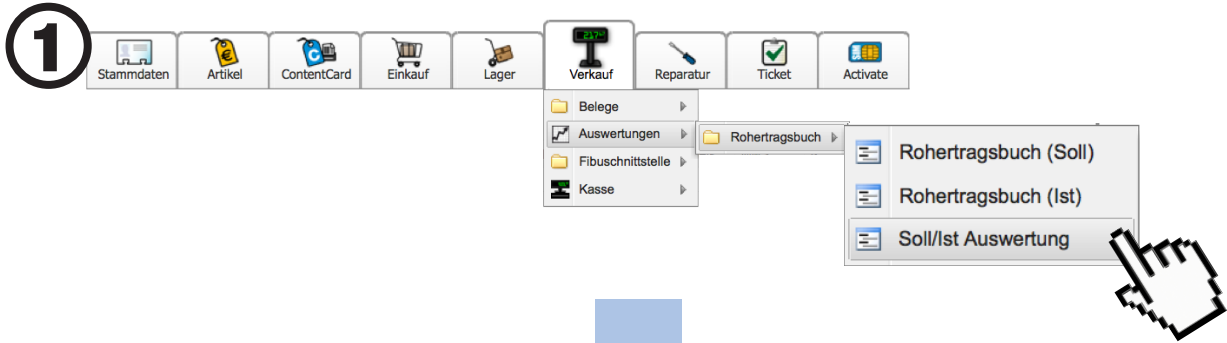 1
Stammdaten Artikel ContentCard Einkauf Lager Verkauf Reparatur Ticket Activate
Belege
Auswertungen
Fibuschnittstelle
Kasse
Rohertragsbuch
Rohertragsbuch (Soll)
Rohertragsbuch (Ist)
Soll/Ist Auswertung